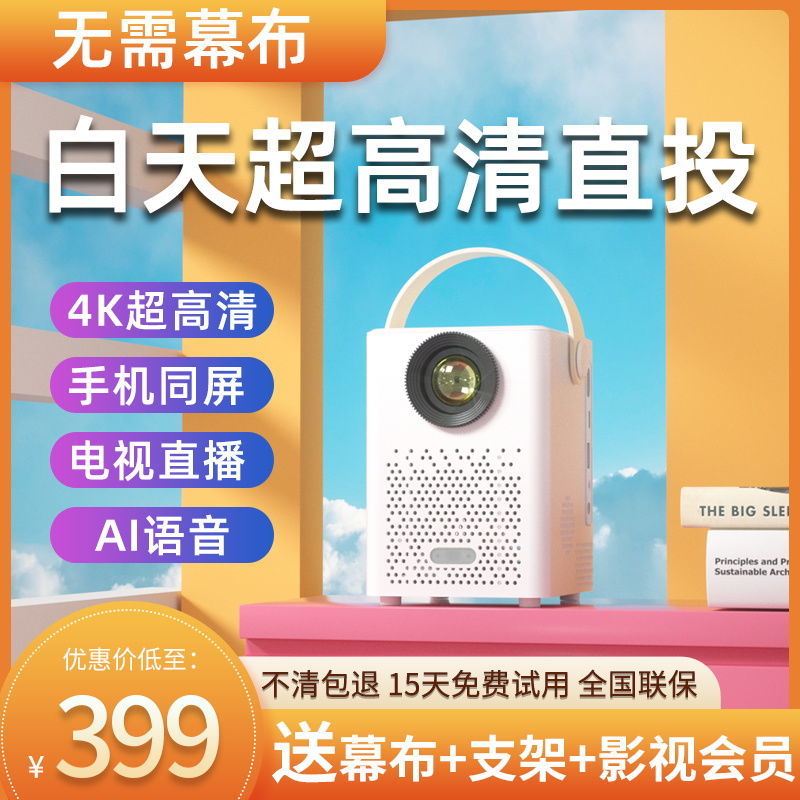 无需幕布
白天超高清直投
4K超高清
手机同屏
电视直播
AI语音
THE BIG SLE
Principles and Pr
Sustainable Arch
优惠价低至：
¥399
不清包退 15天免费试用 全国联保
送幕布+支架+影视会员